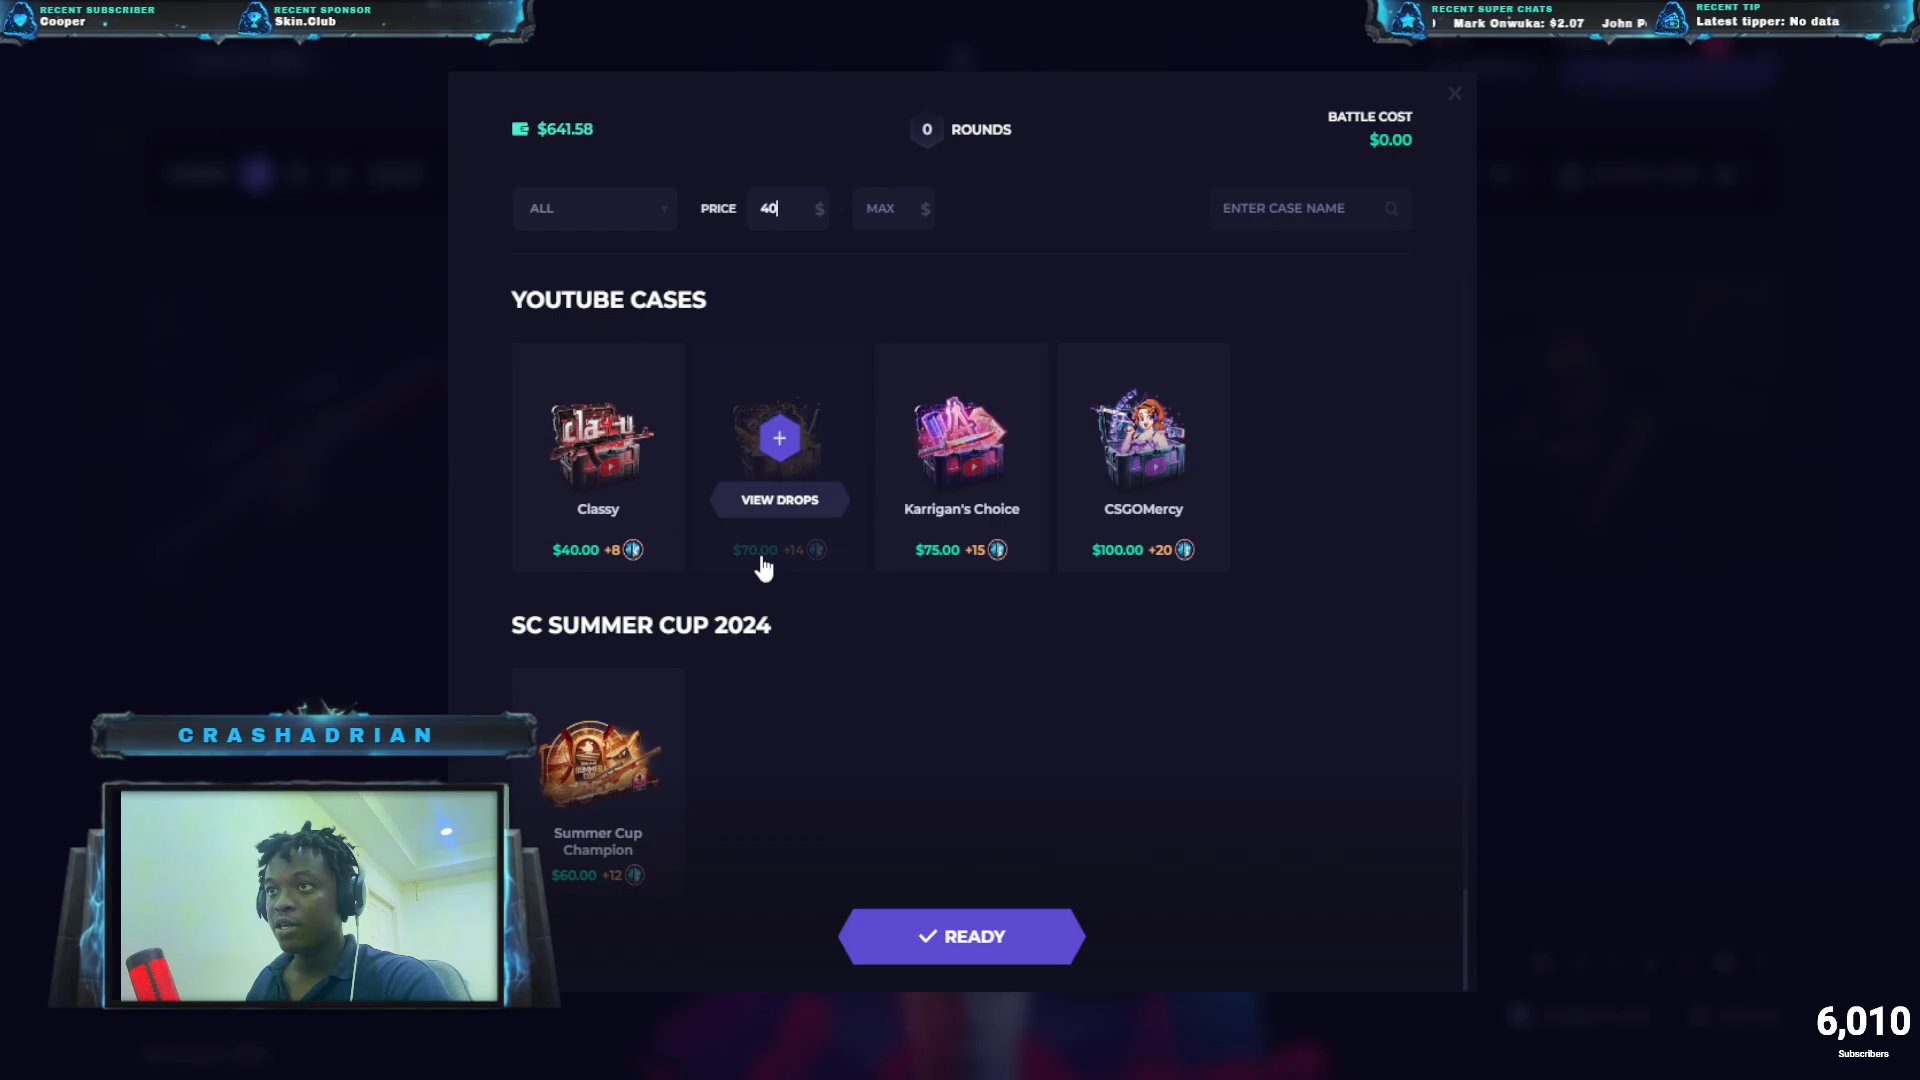 RECENT SUBSCRIBER
Cooper
RECENT SPONSOR
Skin.Club
RECENT SUPER CHATS
Mark Onwuka: $2.07 John P
RECENT TIP
Latest tipper: No data
$641.58
0 ROUNDS
BATTLE COST
$0.00
ALL
PRICE 40 $
MAX $
ENTER CASE NAME
YOUTUBE CASES
VIEW DROPS
Classy
Karrigan's Choice
CSGOMercy
$40.00 +8
$70.00 +14
$75.00 +15
$100.00 +20
SC SUMMER CUP 2024
CRASHADRIAN
Summer Cup
Champion
$60.00 +12
READY
6,010
Subscribers